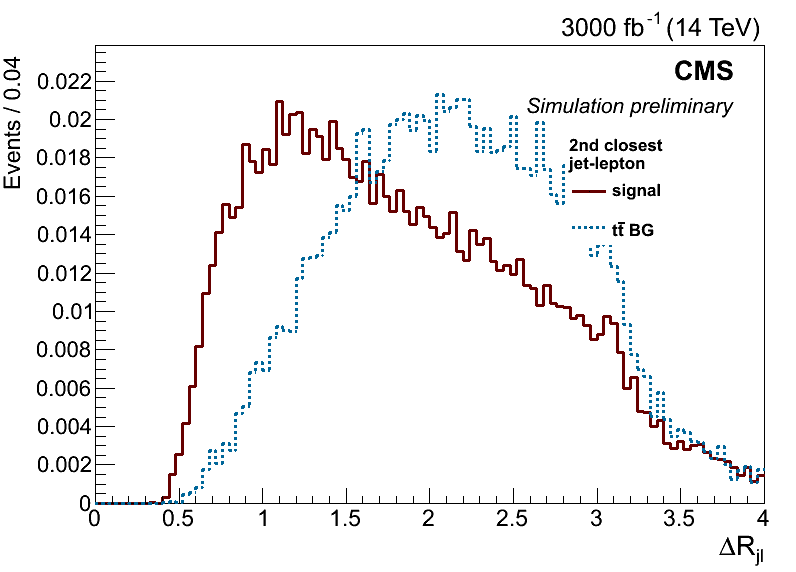 3000 fb-1 (14 TeV)
CMS
Simulation preliminary
2nd closest
jet-lepton
signal
tt̄ BG
Events / 0.04
0.022
0.02
0.018
0.016
0.014
0.012
0.01
0.008
0.006
0.004
0.002
0
0 0.5 1 1.5 2 2.5 3 3.5 4
ΔRjl